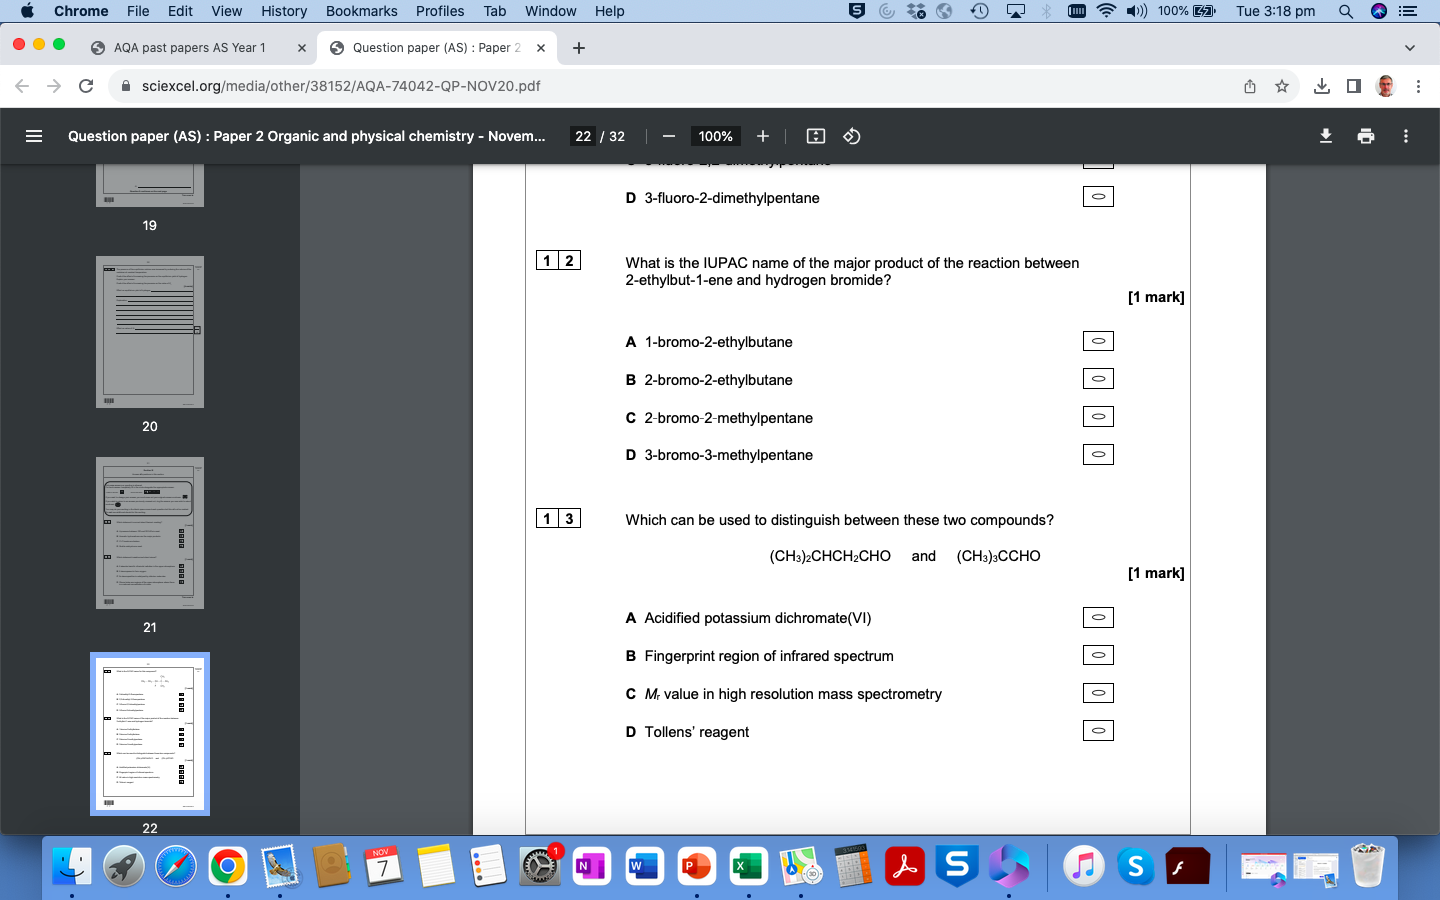 Chrome File Edit View History Bookmarks Profiles Tab Window Help 100% Tue 3:18 pm
AQA past papers AS Year 1
Question paper (AS) : Paper 2
sciexcel.org/media/other/38152/AQA-74042-QP-NOV20.pdf
Question paper (AS) : Paper 2 Organic and physical chemistry - Novem... 22 / 32 100%
19
20
21
22
D 3-fluoro-2-dimethylpentane
1 2 What is the IUPAC name of the major product of the reaction between
2-ethylbut-1-ene and hydrogen bromide?
[1 mark]
A 1-bromo-2-ethylbutane
B 2-bromo-2-ethylbutane
C 2-bromo-2-methylpentane
D 3-bromo-3-methylpentane
1 3 Which can be used to distinguish between these two compounds?
(CH₃)₂CHCH₂CHO and (CH₃)₃CCHO
[1 mark]
A Acidified potassium dichromate(VI)
B Fingerprint region of infrared spectrum
C Mᵣ value in high resolution mass spectrometry
D Tollens’ reagent
NOV
7
1